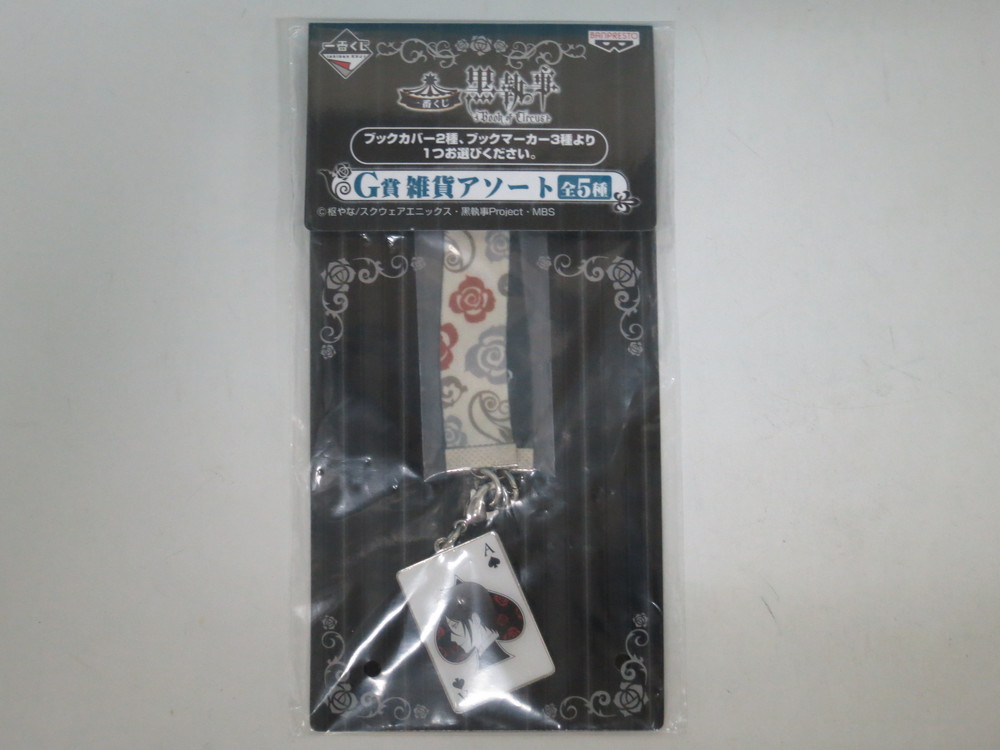 一番くじ
BANPRESTO
一番くじ
黒執事
Book of Circus
ブックカバー2種、ブックマーカー3種より
1つお選びください。
G賞 雑貨アソート 全5種
©枢やな/スクウェアエニックス・黒執事Project・MBS
A